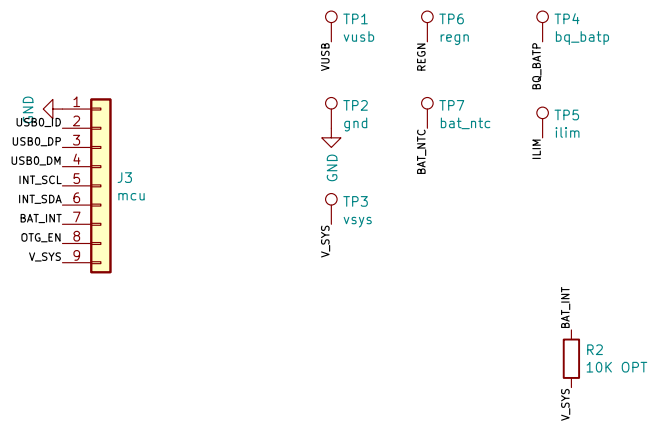 TP1
vusb
VUSB
TP6
regn
REGN
TP4
bq_batp
BQ_BATP
TP2
gnd
GND
TP7
bat_ntc
BAT_NTC
TP5
ilim
ILIM
TP3
vsys
V_SYS
GND
1
USB0_ID 2
USB0_DP 3
USB0_DM 4
INT_SCL 5
INT_SDA 6
BAT_INT 7
OTG_EN 8
V_SYS 9
J3
mcu
BAT_INT
R2
10K OPT
V_SYS